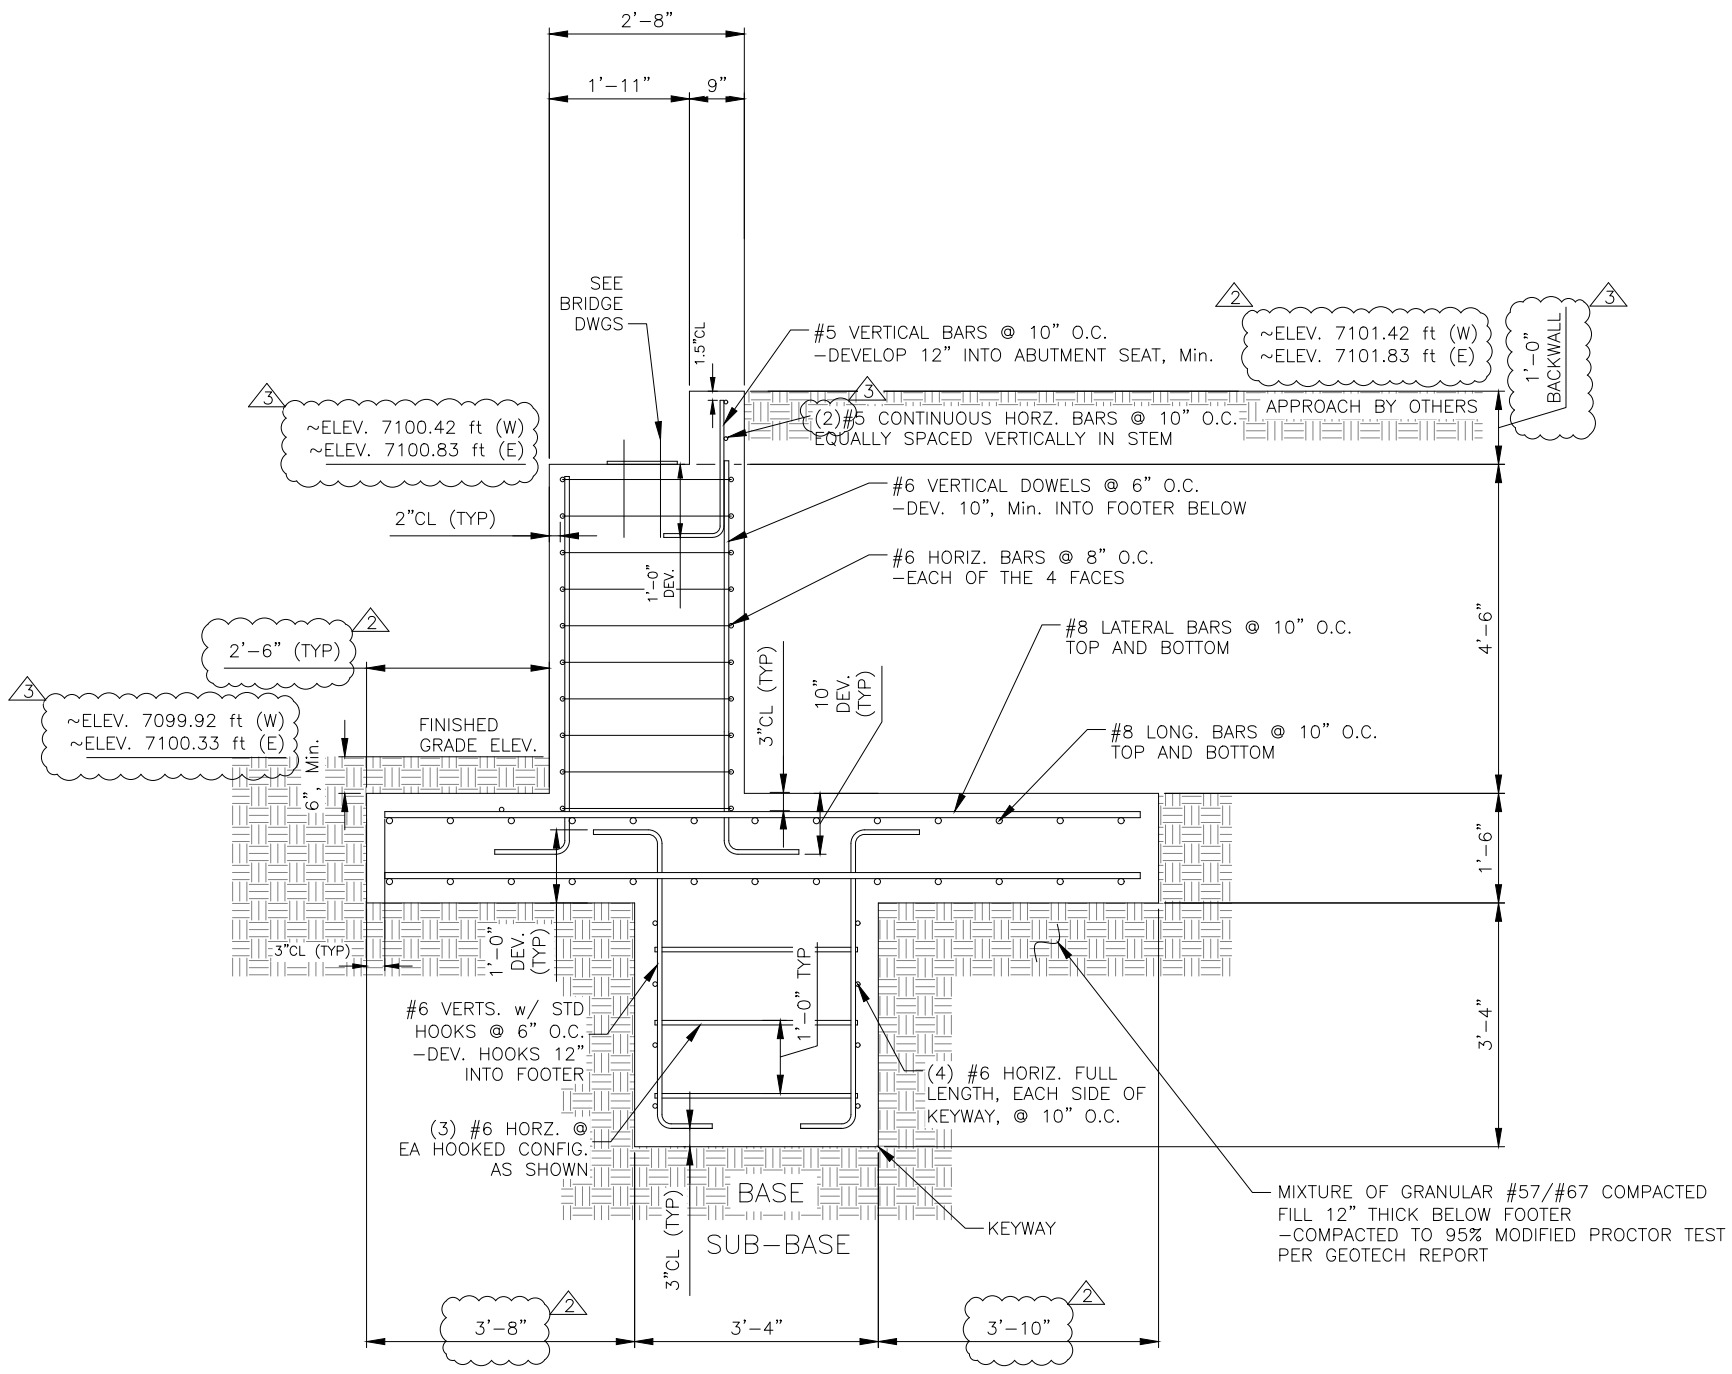 2'-8"
1'-11"
9"
SEE
BRIDGE
DWGS
1.5"CL
#5 VERTICAL BARS @ 10" O.C.
-DEVELOP 12" INTO ABUTMENT SEAT, Min.
2
~ELEV. 7101.42 ft (W)
~ELEV. 7101.83 ft (E)
3
1'-0"
BACKWALL
3
~ELEV. 7100.42 ft (W)
~ELEV. 7100.83 ft (E)
3
(2)#5 CONTINUOUS HORZ. BARS @ 10" O.C.
EQUALLY SPACED VERTICALLY IN STEM
APPROACH BY OTHERS
2"CL (TYP)
#6 VERTICAL DOWELS @ 6" O.C.
-DEV. 10", Min. INTO FOOTER BELOW
#6 HORIZ. BARS @ 8" O.C.
-EACH OF THE 4 FACES
1'-0"
DEV.
2
2'-6" (TYP)
#8 LATERAL BARS @ 10" O.C.
TOP AND BOTTOM
4'-6"
3"CL (TYP)
10"
DEV.
(TYP)
3
~ELEV. 7099.92 ft (W)
~ELEV. 7100.33 ft (E)
FINISHED
GRADE ELEV.
6", Min.
#8 LONG. BARS @ 10" O.C.
TOP AND BOTTOM
1'-6"
3"CL (TYP)
1'-0"
DEV.
(TYP)
1'-0" TYP
#6 VERTS. w/ STD
HOOKS @ 6" O.C.
-DEV. HOOKS 12"
INTO FOOTER
3'-4"
(4) #6 HORIZ. FULL
LENGTH, EACH SIDE OF
KEYWAY, @ 10" O.C.
(3) #6 HORZ. @
EA HOOKED CONFIG.
AS SHOWN
3"CL (TYP)
BASE
SUB-BASE
KEYWAY
MIXTURE OF GRANULAR #57/#67 COMPACTED
FILL 12" THICK BELOW FOOTER
-COMPACTED TO 95% MODIFIED PROCTOR TEST
PER GEOTECH REPORT
2
3'-8"
3'-4"
2
3'-10"